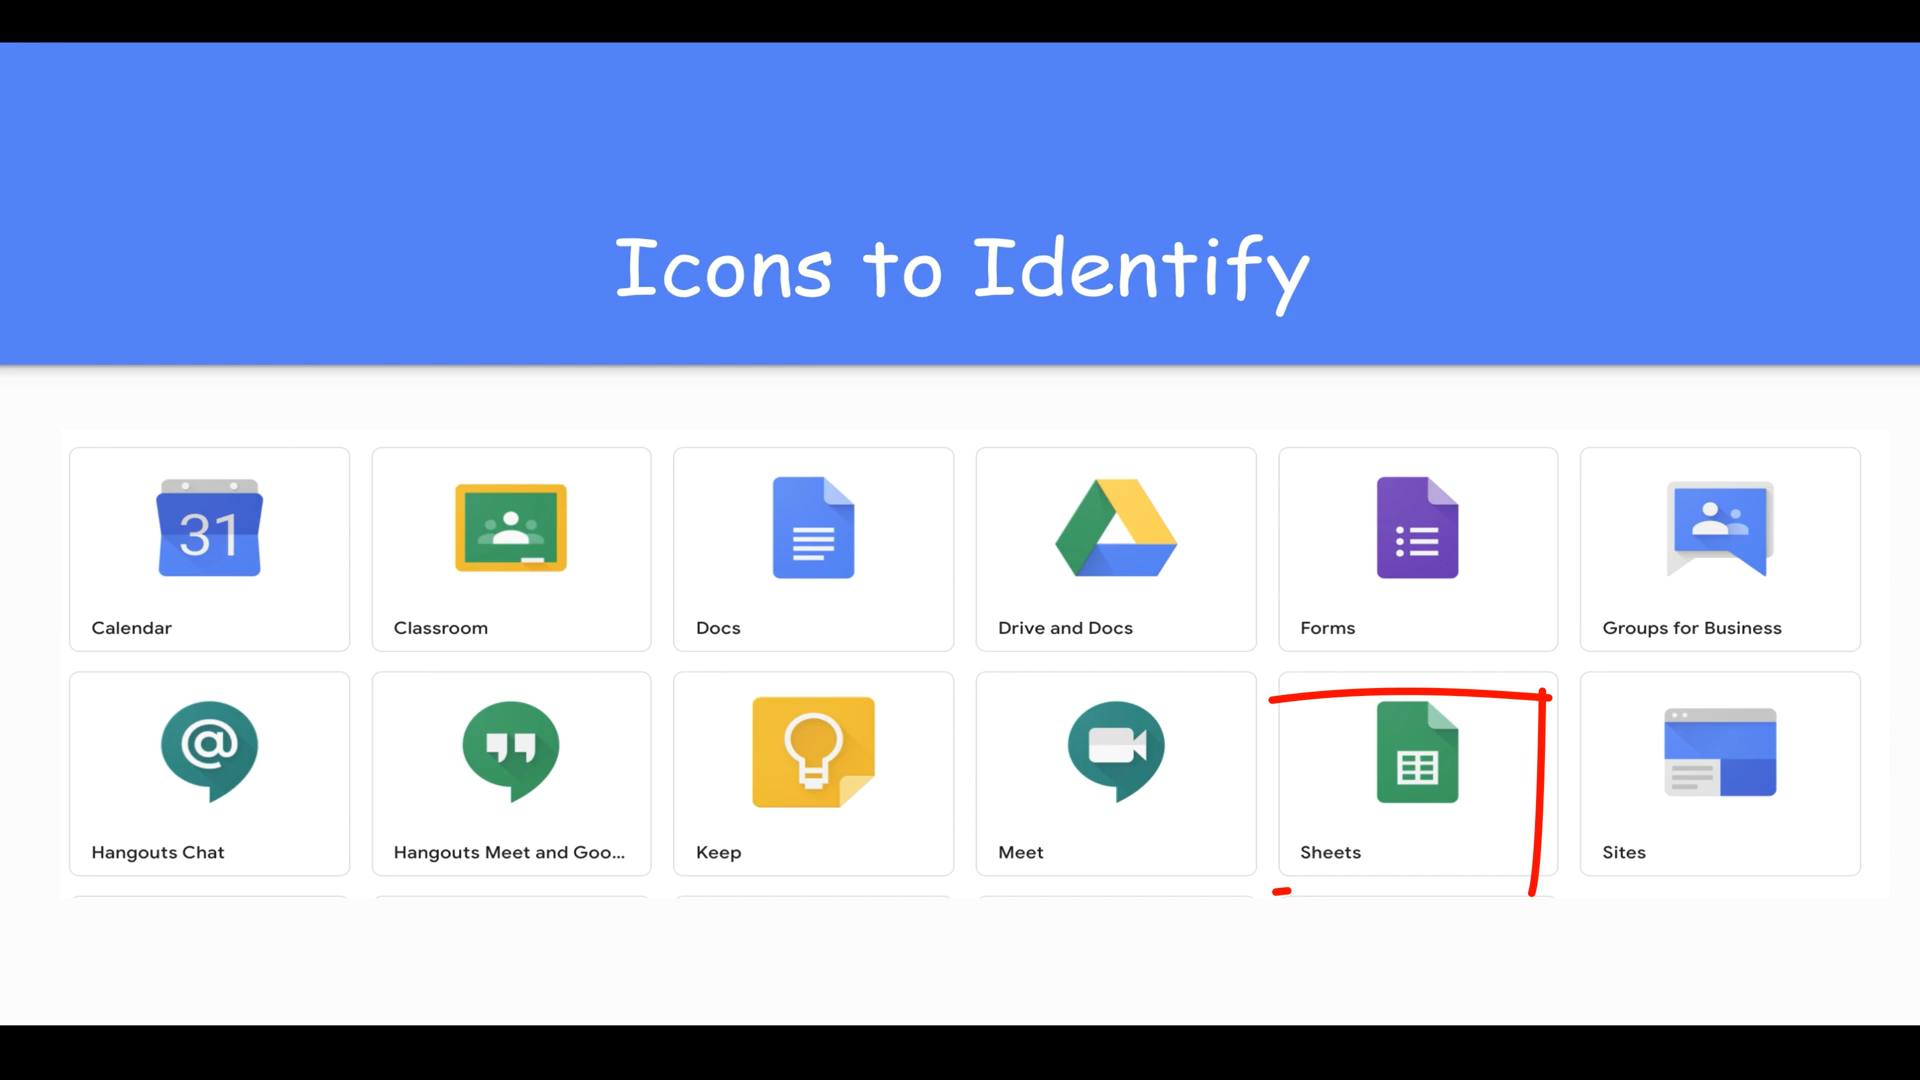 Icons to Identify
31
Calendar
Classroom
Docs
Drive and Docs
Forms
Groups for Business
@
Hangouts Chat
Hangouts Meet and Goo...
Keep
Meet
Sheets
Sites